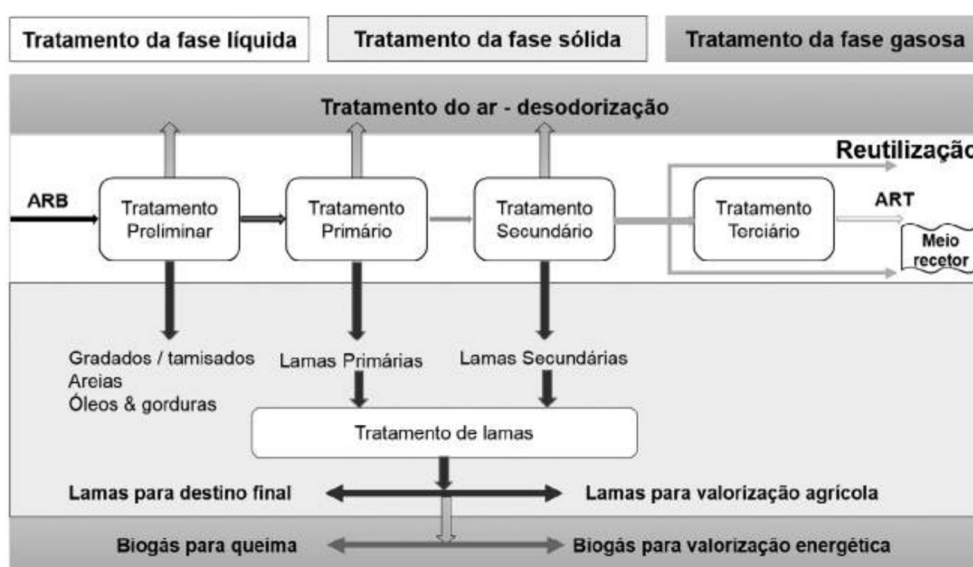 Tratamento da fase líquida
Tratamento da fase sólida
Tratamento da fase gasosa
Tratamento do ar - desodorização
Reutilização
ARB
Tratamento
Preliminar
Tratamento
Primário
Tratamento
Secundário
Tratamento
Terciário
ART
Meio
recetor
Gradados / tamisados
Areias
Óleos & gorduras
Lamas Primárias
Lamas Secundárias
Tratamento de lamas
Lamas para destino final
Lamas para valorização agrícola
Biogás para queima
Biogás para valorização energética